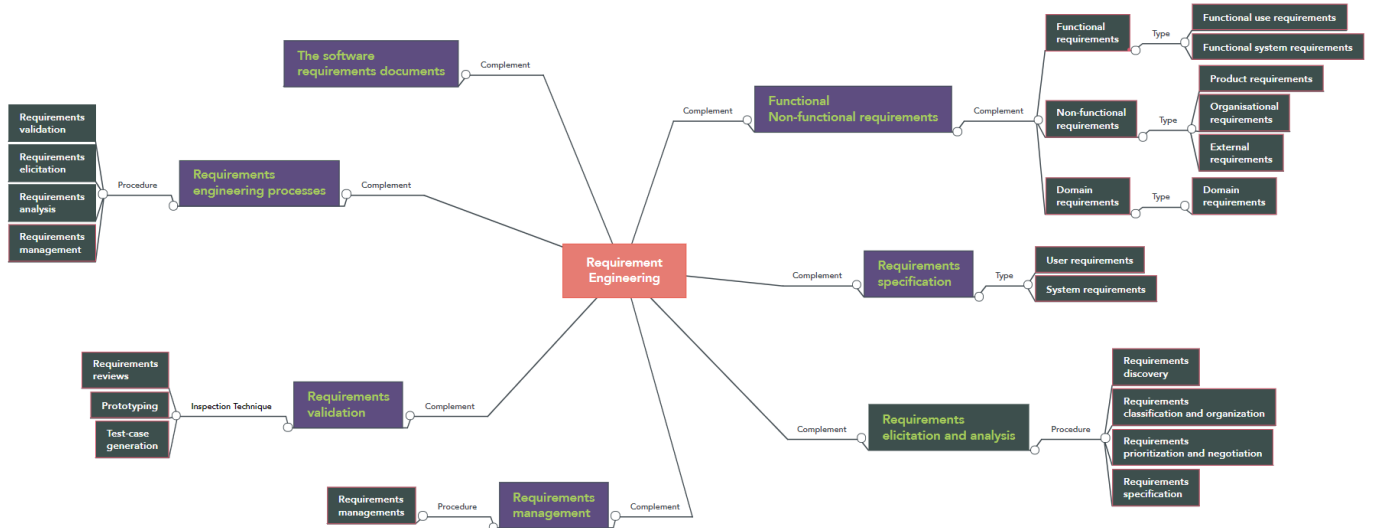 The software
requirements documents
Complement
Requirements
validation
Requirements
elicitation
Requirements
analysis
Requirements
management
Procedure
Requirements
engineering processes
Complement
Requirement
Engineering
Complement
Functional
Non-functional requirements
Complement
Functional
requirements
Type
Functional use requirements
Functional system requirements
Non-functional
requirements
Type
Product requirements
Organisational
requirements
External
requirements
Domain
requirements
Type
Domain
requirements
Complement
Requirements
specification
Type
User requirements
System requirements
Complement
Requirements
elicitation and analysis
Procedure
Requirements
discovery
Requirements
classification and organization
Requirements
prioritization and negotiation
Requirements
specification
Requirements
reviews
Prototyping
Test-case
generation
Inspection Technique
Requirements
validation
Complement
Requirements
managements
Procedure
Requirements
management
Complement